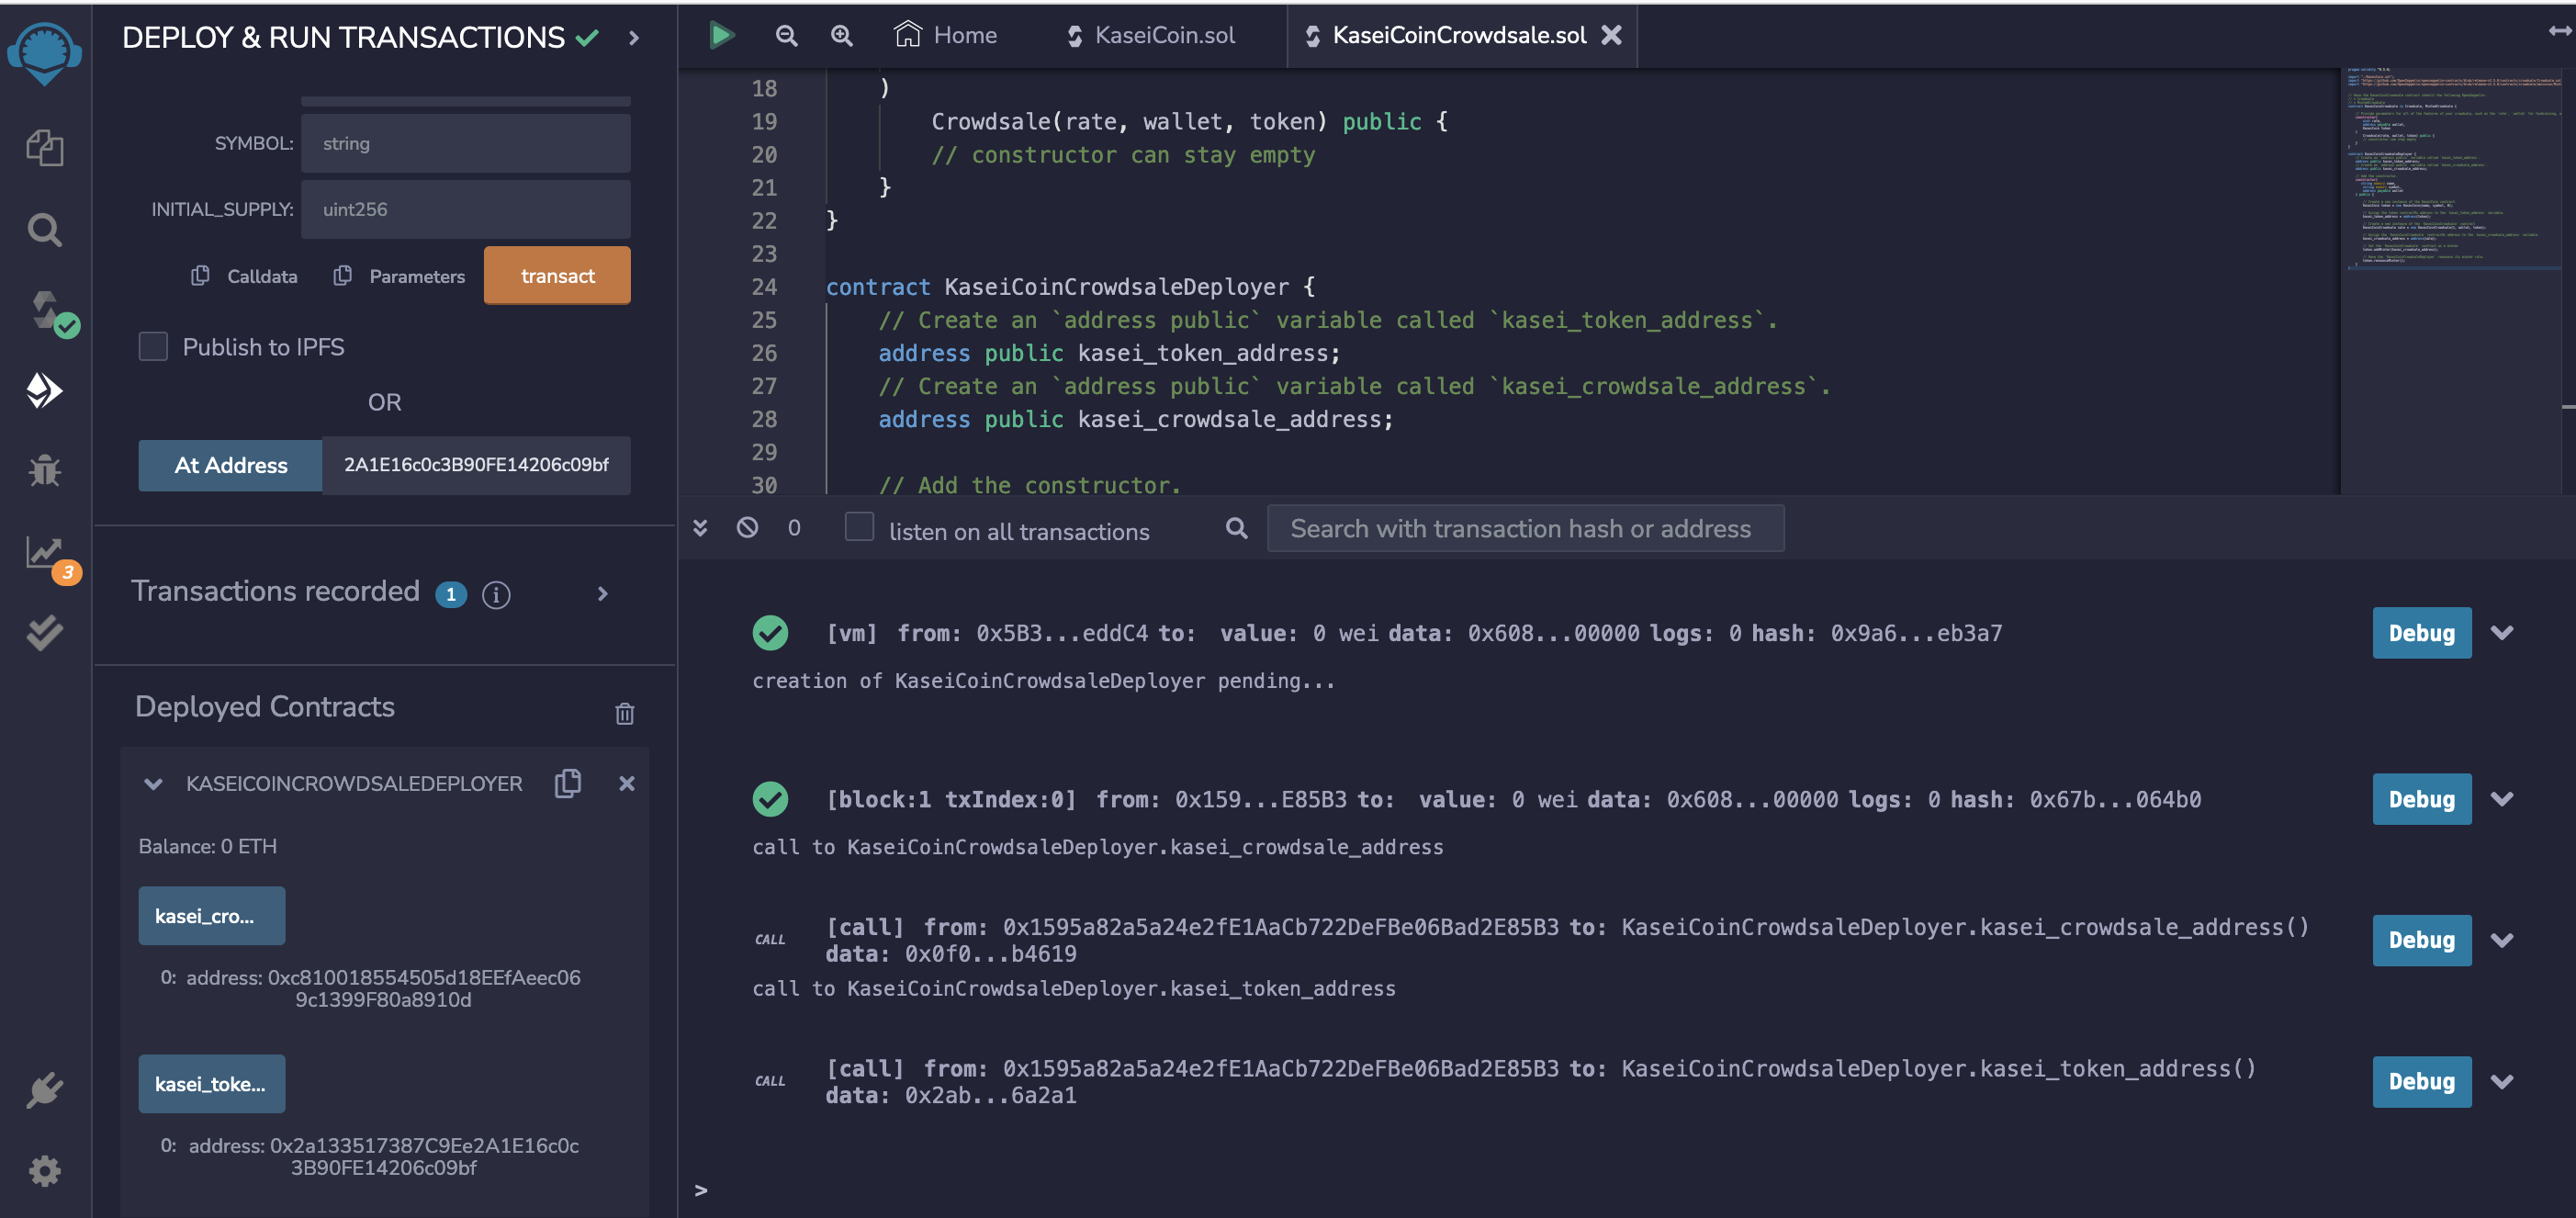 DEPLOY & RUN TRANSACTIONS
SYMBOL: string
INITIAL_SUPPLY: uint256
Calldata Parameters transact
Publish to IPFS
OR
At Address 2A1E16c0c3B90FE14206c09bf
Transactions recorded 1
3
Deployed Contracts
KASEICOINCROWDSALEDEPLOYER
Balance: 0 ETH
kasei_cro...
0: address: 0xc810018554505d18EEfAeec06
9c1399F80a8910d
kasei_toke...
0: address: 0x2a133517387C9Ee2A1E16c0c
3B90FE14206c09bf
Home KaseiCoin.sol KaseiCoinCrowdsale.sol
18 )
19 Crowdsale(rate, wallet, token) public {
20 // constructor can stay empty
21 }
22 }
23
24 contract KaseiCoinCrowdsaleDeployer {
25 // Create an `address public` variable called `kasei_token_address`.
26 address public kasei_token_address;
27 // Create an `address public` variable called `kasei_crowdsale_address`.
28 address public kasei_crowdsale_address;
29
30 // Add the constructor.
0 listen on all transactions Search with transaction hash or address
[vm] from: 0x5B3...eddC4 to: value: 0 wei data: 0x608...00000 logs: 0 hash: 0x9a6...eb3a7 Debug
creation of KaseiCoinCrowdsaleDeployer pending...
[block:1 txIndex:0] from: 0x159...E85B3 to: value: 0 wei data: 0x608...00000 logs: 0 hash: 0x67b...064b0 Debug
call to KaseiCoinCrowdsaleDeployer.kasei_crowdsale_address
CALL [call] from: 0x1595a82a5a24e2fE1AaCb722DeFBe06Bad2E85B3 to: KaseiCoinCrowdsaleDeployer.kasei_crowdsale_address() Debug
data: 0x0f0...b4619
call to KaseiCoinCrowdsaleDeployer.kasei_token_address
CALL [call] from: 0x1595a82a5a24e2fE1AaCb722DeFBe06Bad2E85B3 to: KaseiCoinCrowdsaleDeployer.kasei_token_address() Debug
data: 0x2ab...6a2a1
>